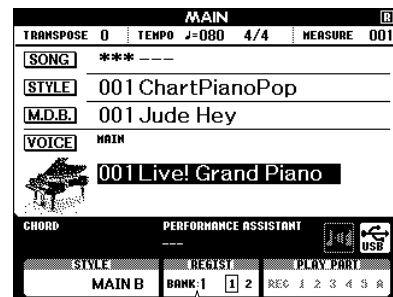 MAIN R
TRANSPOSE 0 TEMPO ♩=080 4/4 MEASURE 001
SONG *** ---
STYLE 001 ChartPianoPop
M.D.B. 001 Jude Hey
VOICE MAIN
001 Live! Grand Piano
CHORD PERFORMANCE ASSISTANT
---
USB
STYLE REGIST PLAY PART
MAIN B BANK:1 1 2 REC 1 2 3 4 5 A